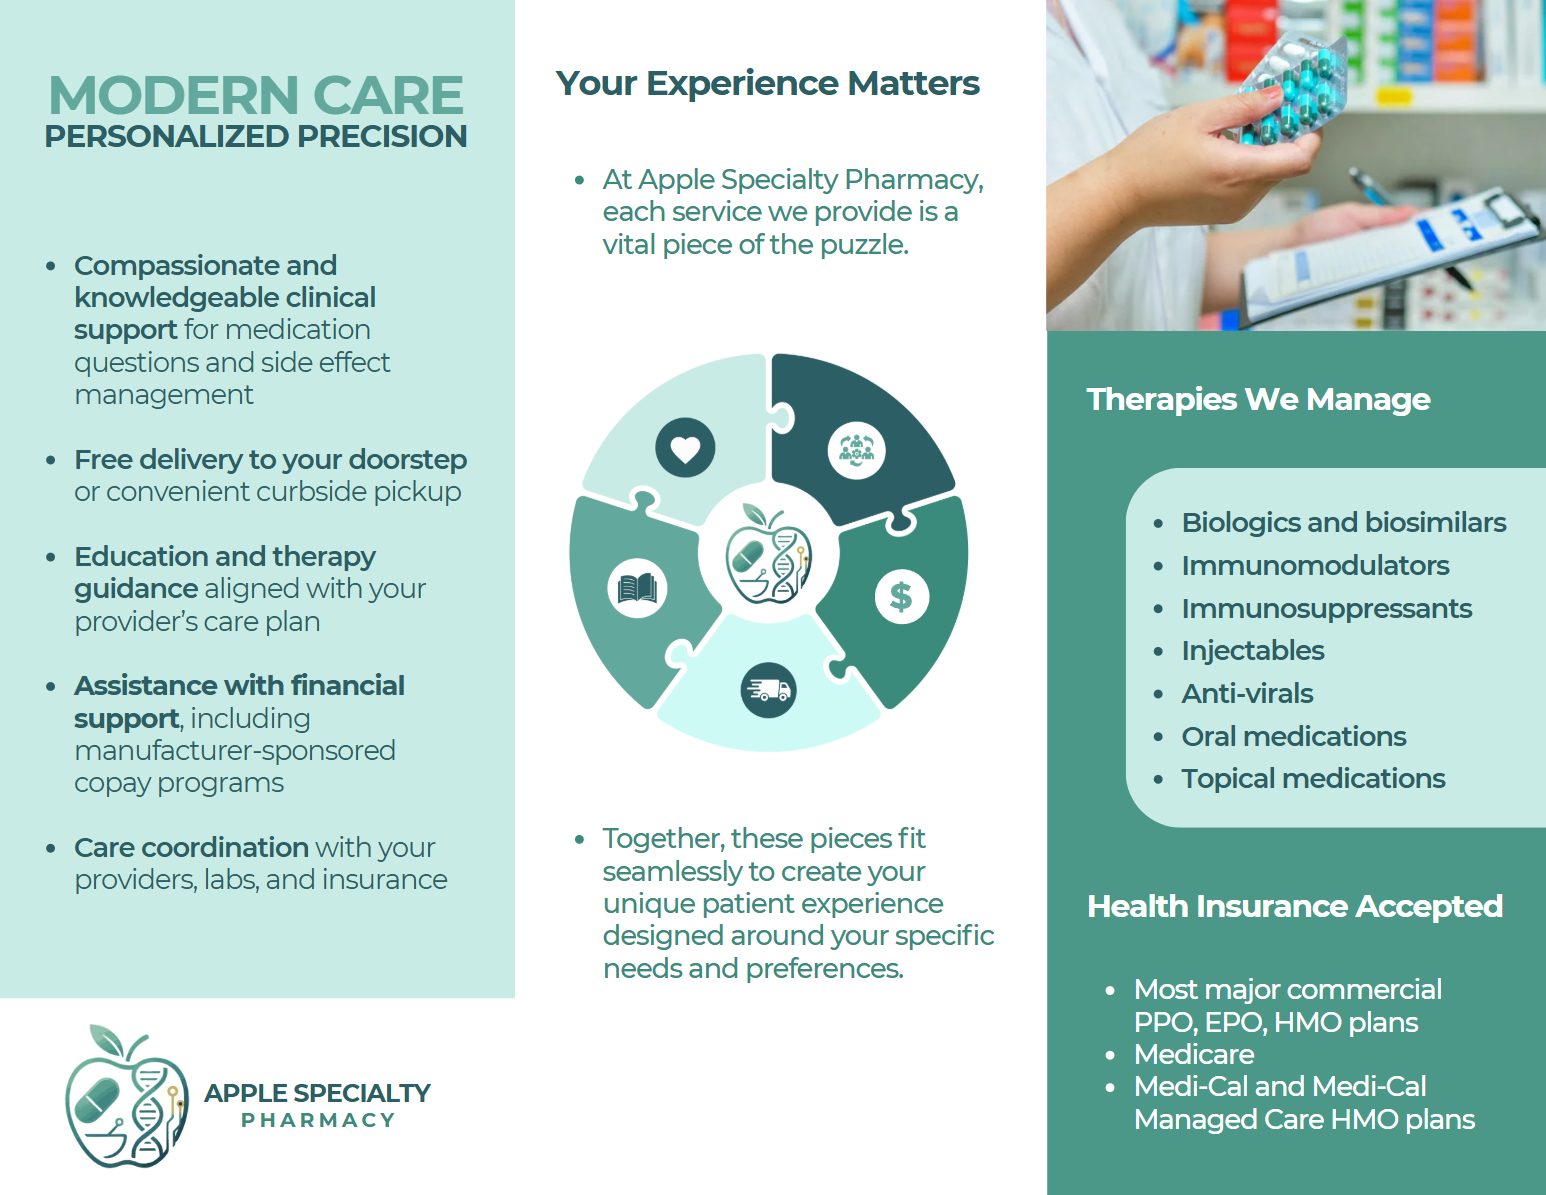 MODERN CARE
PERSONALIZED PRECISION
• Compassionate and
knowledgeable clinical
support for medication
questions and side effect
management
• Free delivery to your doorstep
or convenient curbside pickup
• Education and therapy
guidance aligned with your
provider's care plan
• Assistance with financial
support, including
manufacturer-sponsored
copay programs
• Care coordination with your
providers, labs, and insurance
APPLE SPECIALTY
PHARMACY
Your Experience Matters
• At Apple Specialty Pharmacy,
each service we provide is a
vital piece of the puzzle.
$
• Together, these pieces fit
seamlessly to create your
unique patient experience
designed around your specific
needs and preferences.
Therapies We Manage
• Biologics and biosimilars
• Immunomodulators
• Immunosuppressants
• Injectables
• Anti-virals
• Oral medications
• Topical medications
Health Insurance Accepted
• Most major commercial
PPO, EPO, HMO plans
• Medicare
• Medi-Cal and Medi-Cal
Managed Care HMO plans